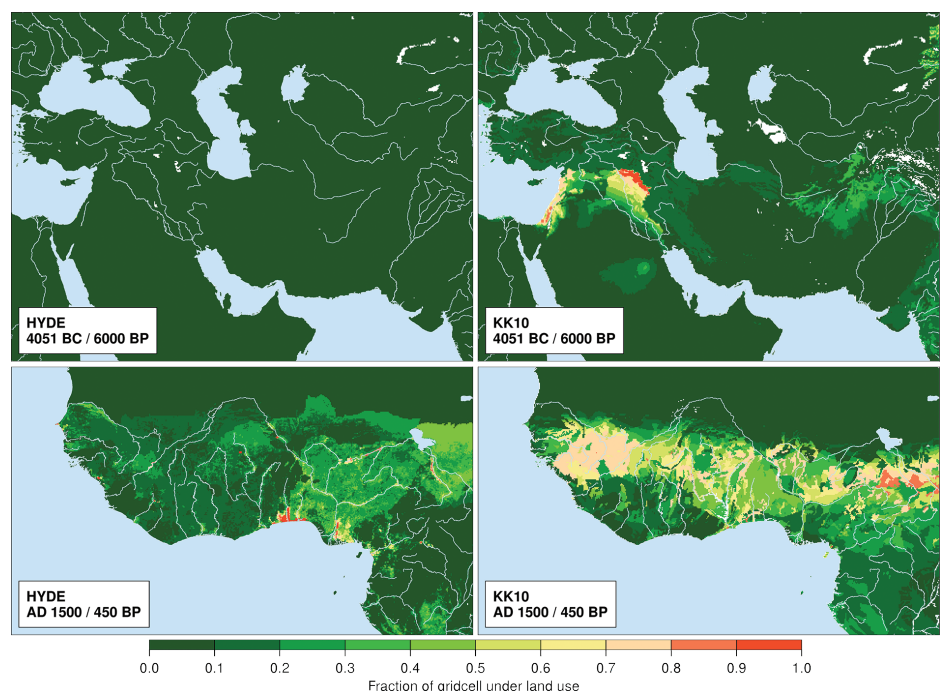 HYDE
4051 BC / 6000 BP
KK10
4051 BC / 6000 BP
HYDE
AD 1500 / 450 BP
KK10
AD 1500 / 450 BP
0.0 0.1 0.2 0.3 0.4 0.5 0.6 0.7 0.8 0.9 1.0
Fraction of gridcell under land use